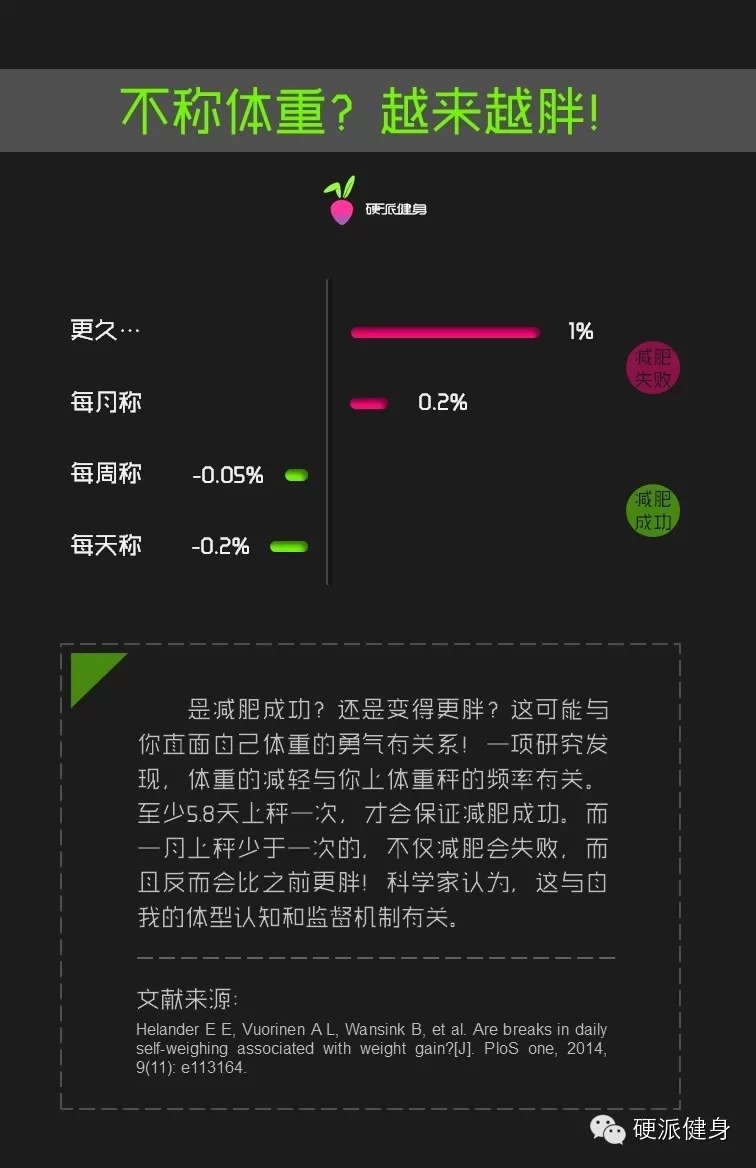 不称体重？越来越胖！
硬派健身
更久…
1%
减肥
失败
每月称
0.2%
每周称
-0.05%
减肥
成功
每天称
-0.2%
是减肥成功？还是变得更胖？这可能与
你直面自己体重的勇气有关系！一项研究发
现，体重的减轻与你上体重秤的频率有关。
至少5.8天上秤一次，才会保证减肥成功。而
一月上秤少于一次的，不仅减肥会失败，而
且反而会比之前更胖！科学家认为，这与自
我的体型认知和监督机制有关。
文献来源：
Helander E E, Vuorinen A L, Wansink B, et al. Are breaks in daily
self-weighing associated with weight gain?[J]. PloS one, 2014,
9(11): e113164.
硬派健身